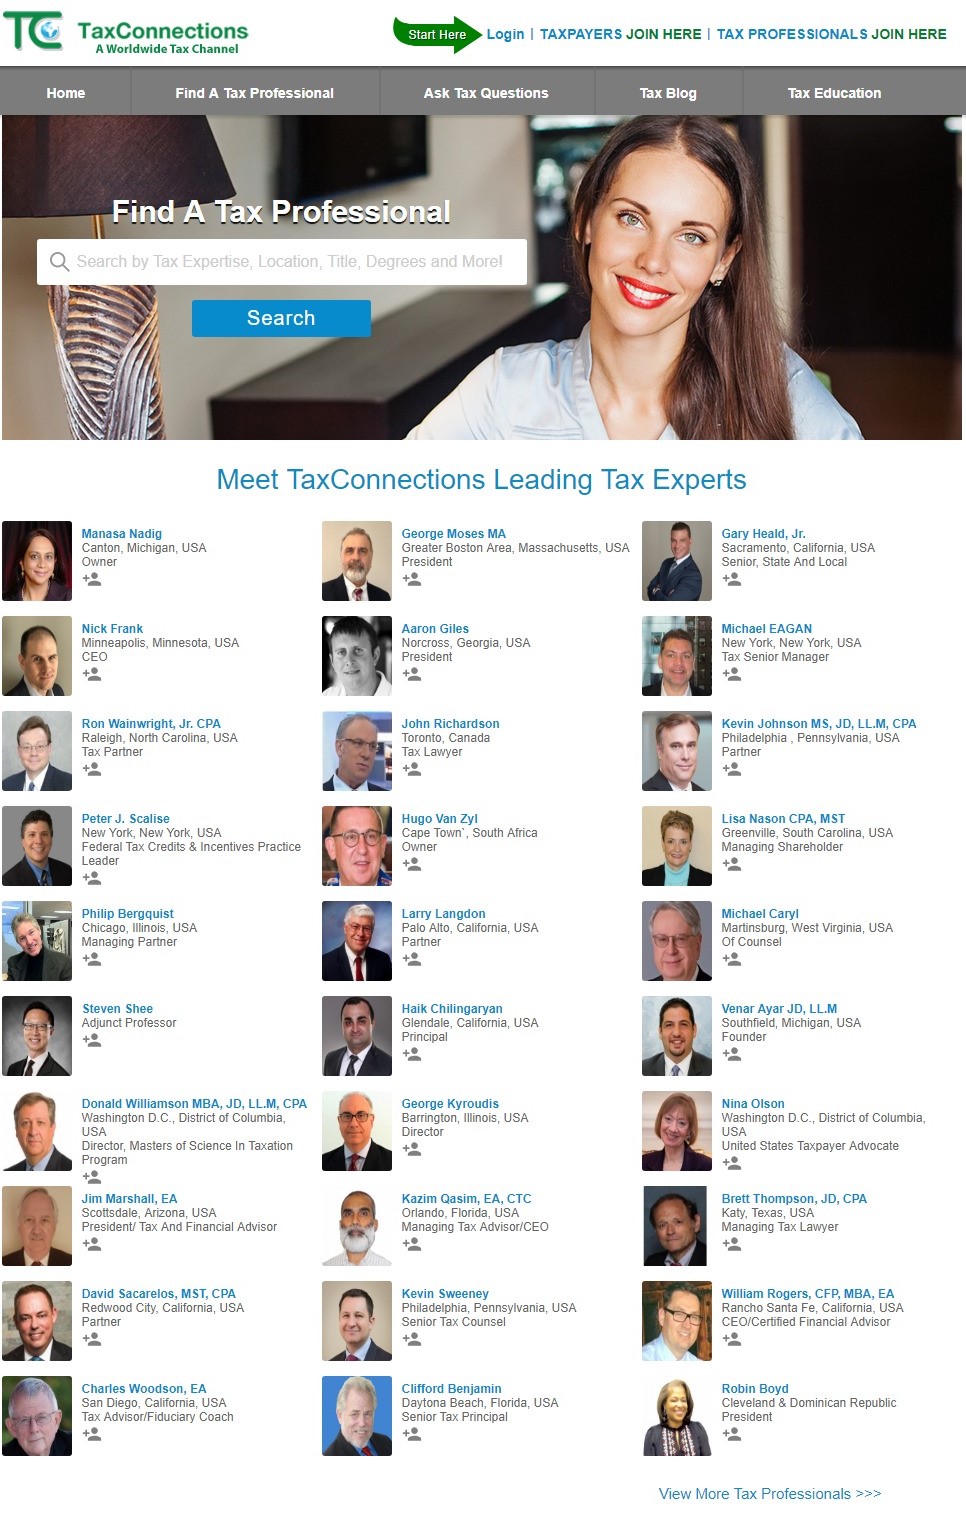 TC TaxConnections
A Worldwide Tax Channel
Start Here Login | TAXPAYERS JOIN HERE | TAX PROFESSIONALS JOIN HERE
Home Find A Tax Professional Ask Tax Questions Tax Blog Tax Education
Find A Tax Professional
Search by Tax Expertise, Location, Title, Degrees and More!
Search
Meet TaxConnections Leading Tax Experts
Manasa Nadig
Canton, Michigan, USA
Owner
George Moses MA
Greater Boston Area, Massachusetts, USA
President
Gary Heald, Jr.
Sacramento, California, USA
Senior, State And Local
Nick Frank
Minneapolis, Minnesota, USA
CEO
Aaron Giles
Norcross, Georgia, USA
President
Michael EAGAN
New York, New York, USA
Tax Senior Manager
Ron Wainwright, Jr. CPA
Raleigh, North Carolina, USA
Tax Partner
John Richardson
Toronto, Canada
Tax Lawyer
Kevin Johnson MS, JD, LL.M, CPA
Philadelphia , Pennsylvania, USA
Partner
Peter J. Scalise
New York, New York, USA
Federal Tax Credits & Incentives Practice
Leader
Hugo Van Zyl
Cape Town`, South Africa
Owner
Lisa Nason CPA, MST
Greenville, South Carolina, USA
Managing Shareholder
Philip Bergquist
Chicago, Illinois, USA
Managing Partner
Larry Langdon
Palo Alto, California, USA
Partner
Michael Caryl
Martinsburg, West Virginia, USA
Of Counsel
Steven Shee
Adjunct Professor
Haik Chilingaryan
Glendale, California, USA
Principal
Venar Ayar JD, LL.M
Southfield, Michigan, USA
Founder
Donald Williamson MBA, JD, LL.M, CPA
Washington D.C., District of Columbia,
USA
Director, Masters of Science In Taxation
Program
George Kyroudis
Barrington, Illinois, USA
Director
Nina Olson
Washington D.C., District of Columbia,
USA
United States Taxpayer Advocate
Jim Marshall, EA
Scottsdale, Arizona, USA
President/ Tax And Financial Advisor
Kazim Qasim, EA, CTC
Orlando, Florida, USA
Managing Tax Advisor/CEO
Brett Thompson, JD, CPA
Katy, Texas, USA
Managing Tax Lawyer
David Sacarelos, MST, CPA
Redwood City, California, USA
Partner
Kevin Sweeney
Philadelphia, Pennsylvania, USA
Senior Tax Counsel
William Rogers, CFP, MBA, EA
Rancho Santa Fe, California, USA
CEO/Certified Financial Advisor
Charles Woodson, EA
San Diego, California, USA
Tax Advisor/Fiduciary Coach
Clifford Benjamin
Daytona Beach, Florida, USA
Senior Tax Principal
Robin Boyd
Cleveland & Dominican Republic
President
View More Tax Professionals >>>